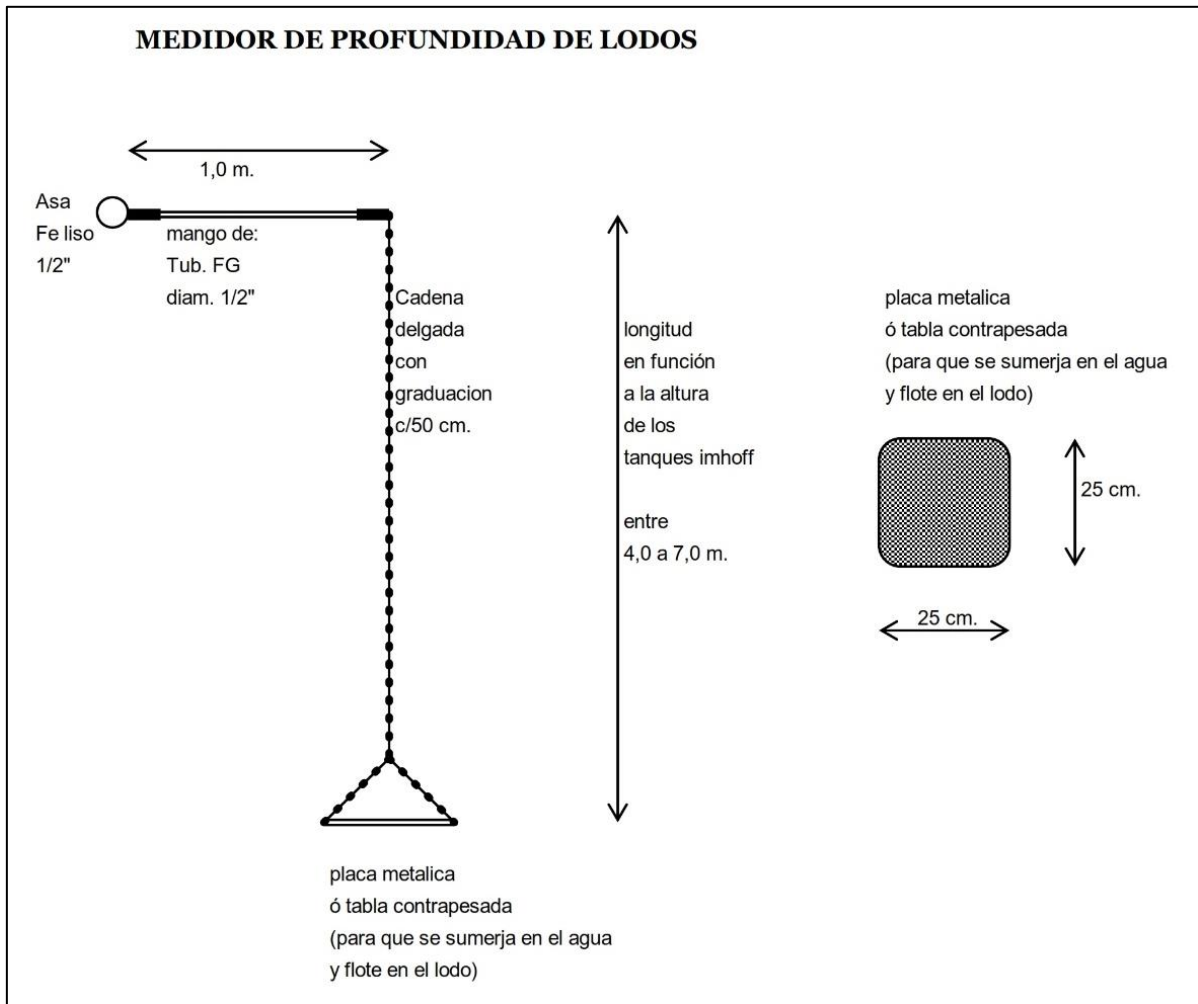 MEDIDOR DE PROFUNDIDAD DE LODOS
1,0 m.
Asa
Fe liso
1/2"
mango de:
Tub. FG
diam. 1/2"
Cadena
delgada
con
graduacion
c/50 cm.
longitud
en función
a la altura
de los
tanques imhoff
entre
4,0 a 7,0 m.
placa metalica
ó tabla contrapesada
(para que se sumerja en el agua
y flote en el lodo)
25 cm.
25 cm.
placa metalica
ó tabla contrapesada
(para que se sumerja en el agua
y flote en el lodo)